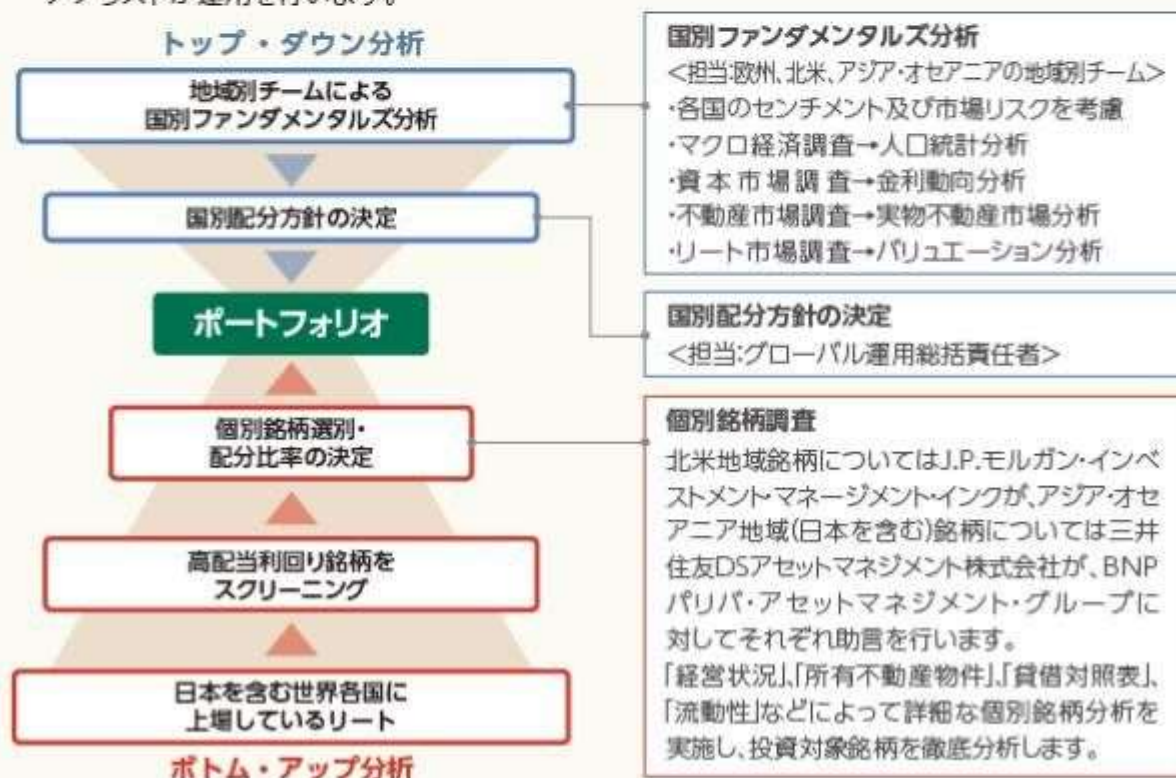 アナリストが運用を行います。
トップ・ダウン分析
地域別チームによる
国別ファンダメンタルズ分析
国別配分方針の決定
ポートフォリオ
個別銘柄選別・
配分比率の決定
高配当利回り銘柄を
スクリーニング
日本を含む世界各国に
上場しているリート
ボトム・アップ分析
国別ファンダメンタルズ分析
<担当:欧州、北米、アジア・オセアニアの地域別チーム>
・各国のセンチメント及び市場リスクを考慮
・マクロ経済調査→人口統計分析
・資本市場調査→金利動向分析
・不動産市場調査→実物不動産市場分析
・リート市場調査→バリュエーション分析
国別配分方針の決定
<担当:グローバル運用総括責任者>
個別銘柄調査
北米地域銘柄についてはJ.P.モルガン・インベ
ストメント・マネージメント・インクが、アジア・オセ
アニア地域(日本を含む)銘柄については三井
住友DSアセットマネジメント株式会社が、BNP
パリバ・アセットマネジメント・グループに
対してそれぞれ助言を行います。
「経営状況」、「所有不動産物件」、「貸借対照表」、
「流動性」などによって詳細な個別銘柄分析を
実施し、投資対象銘柄を徹底分析します。